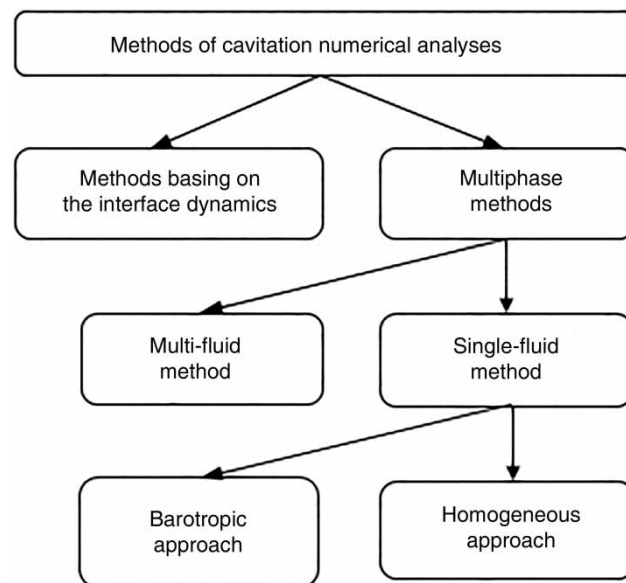 Methods of cavitation numerical analyses
Methods basing on
the interface dynamics
Multiphase
methods
Multi-fluid
method
Single-fluid
method
Barotropic
approach
Homogeneous
approach